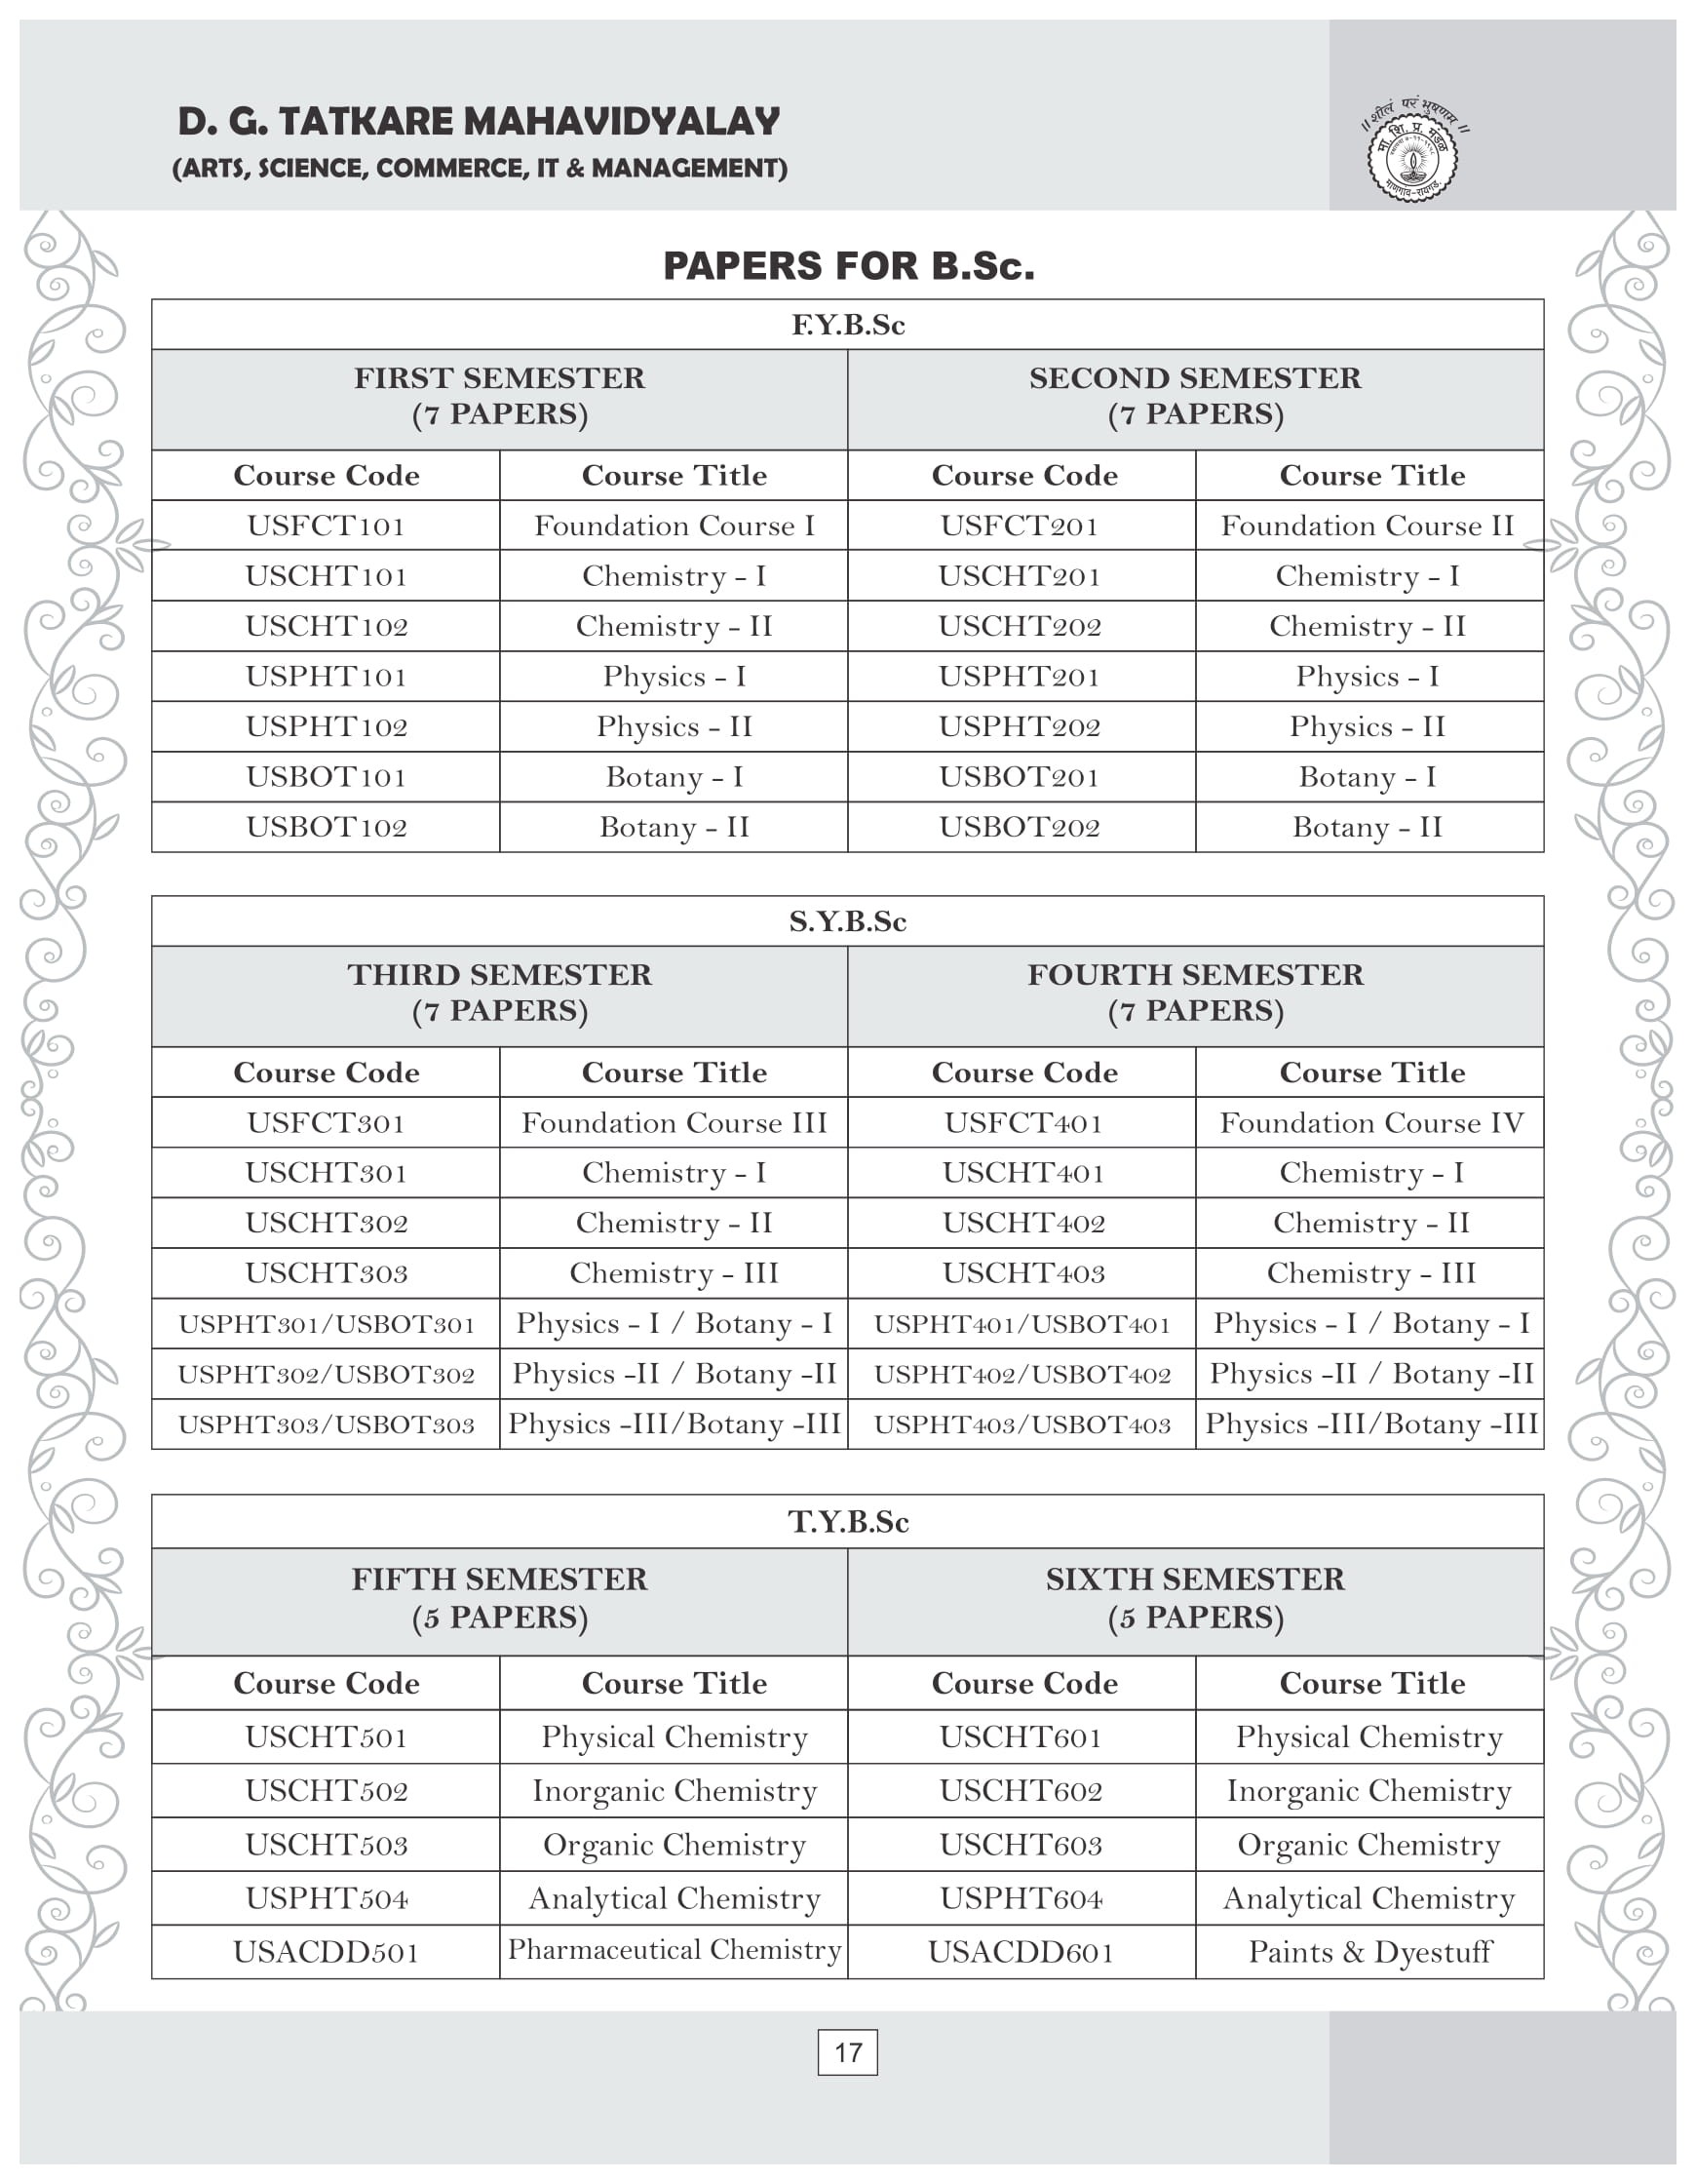 D. G. TATKARE MAHAVIDYALAY
(ARTS, SCIENCE, COMMERCE, IT & MANAGEMENT)
॥ शीलं परं भुषणम ॥
मा. शि. प्र. मंडळ
माणगाव-रायगड.
PAPERS FOR B.Sc.
F.Y.B.Sc
FIRST SEMESTER SECOND SEMESTER
(7 PAPERS) (7 PAPERS)
Course Code Course Title Course Code Course Title
USFCT101 Foundation Course I USFCT201 Foundation Course II
USCHT101 Chemistry - I USCHT201 Chemistry - I
USCHT102 Chemistry - II USCHT202 Chemistry - II
USPHT101 Physics - I USPHT201 Physics - I
USPHT102 Physics - II USPHT202 Physics - II
USBOT101 Botany - I USBOT201 Botany - I
USBOT102 Botany - II USBOT202 Botany - II
S.Y.B.Sc
THIRD SEMESTER FOURTH SEMESTER
(7 PAPERS) (7 PAPERS)
Course Code Course Title Course Code Course Title
USFCT301 Foundation Course III USFCT401 Foundation Course IV
USCHT301 Chemistry - I USCHT401 Chemistry - I
USCHT302 Chemistry - II USCHT402 Chemistry - II
USCHT303 Chemistry - III USCHT403 Chemistry - III
USPHT301/USBOT301 Physics - I / Botany - I USPHT401/USBOT401 Physics - I / Botany - I
USPHT302/USBOT302 Physics -II / Botany -II USPHT402/USBOT402 Physics -II / Botany -II
USPHT303/USBOT303 Physics -III/Botany -III USPHT403/USBOT403 Physics -III/Botany -III
T.Y.B.Sc
FIFTH SEMESTER SIXTH SEMESTER
(5 PAPERS) (5 PAPERS)
Course Code Course Title Course Code Course Title
USCHT501 Physical Chemistry USCHT601 Physical Chemistry
USCHT502 Inorganic Chemistry USCHT602 Inorganic Chemistry
USCHT503 Organic Chemistry USCHT603 Organic Chemistry
USPHT504 Analytical Chemistry USPHT604 Analytical Chemistry
USACDD501 Pharmaceutical Chemistry USACDD601 Paints & Dyestuff
17